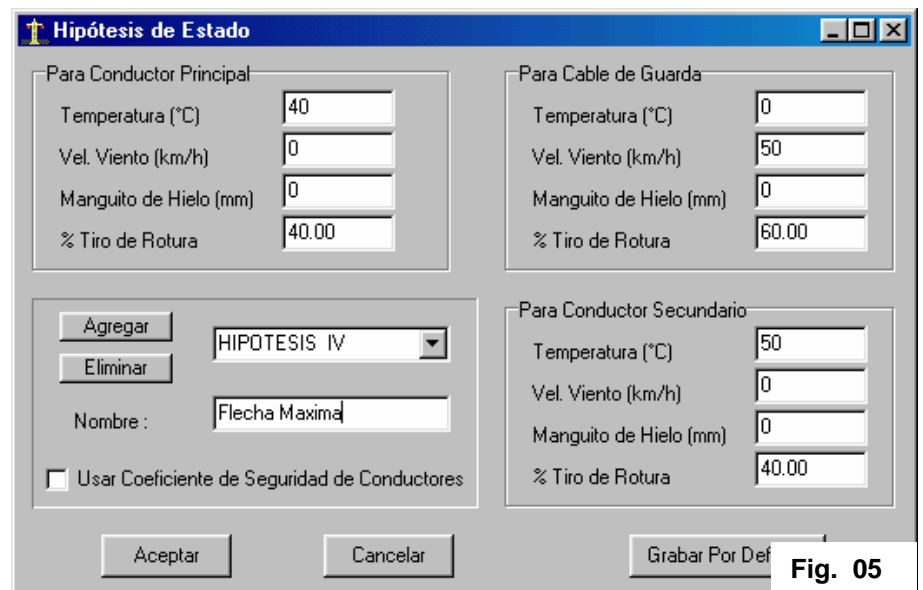 Hipótesis de Estado
Para Conductor Principal
Temperatura (°C) 40
Vel. Viento (km/h) 0
Manguito de Hielo (mm) 0
% Tiro de Rotura 40.00
Para Cable de Guarda
Temperatura (°C) 0
Vel. Viento (km/h) 50
Manguito de Hielo (mm) 0
% Tiro de Rotura 60.00
Agregar
Eliminar
HIPOTESIS IV
Nombre : Flecha Maxima
Usar Coeficiente de Seguridad de Conductores
Para Conductor Secundario
Temperatura (°C) 50
Vel. Viento (km/h) 0
Manguito de Hielo (mm) 0
% Tiro de Rotura 40.00
Aceptar
Cancelar
Grabar Por
Fig. 05